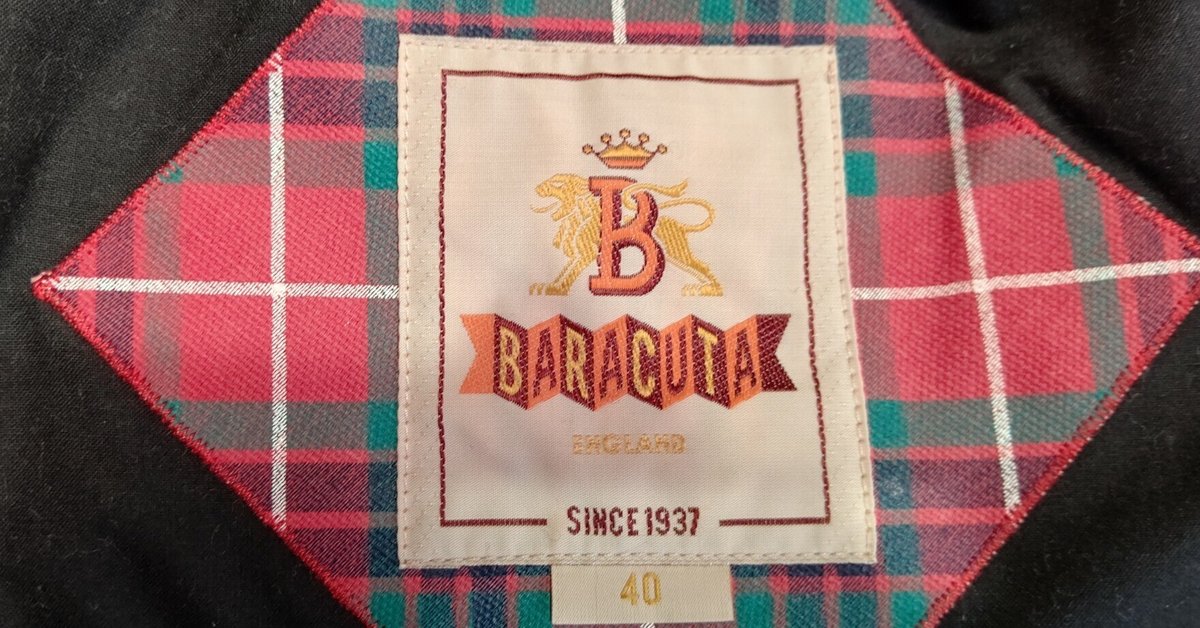 B
BARACUTA
ENGLAND
SINCE 1937
40